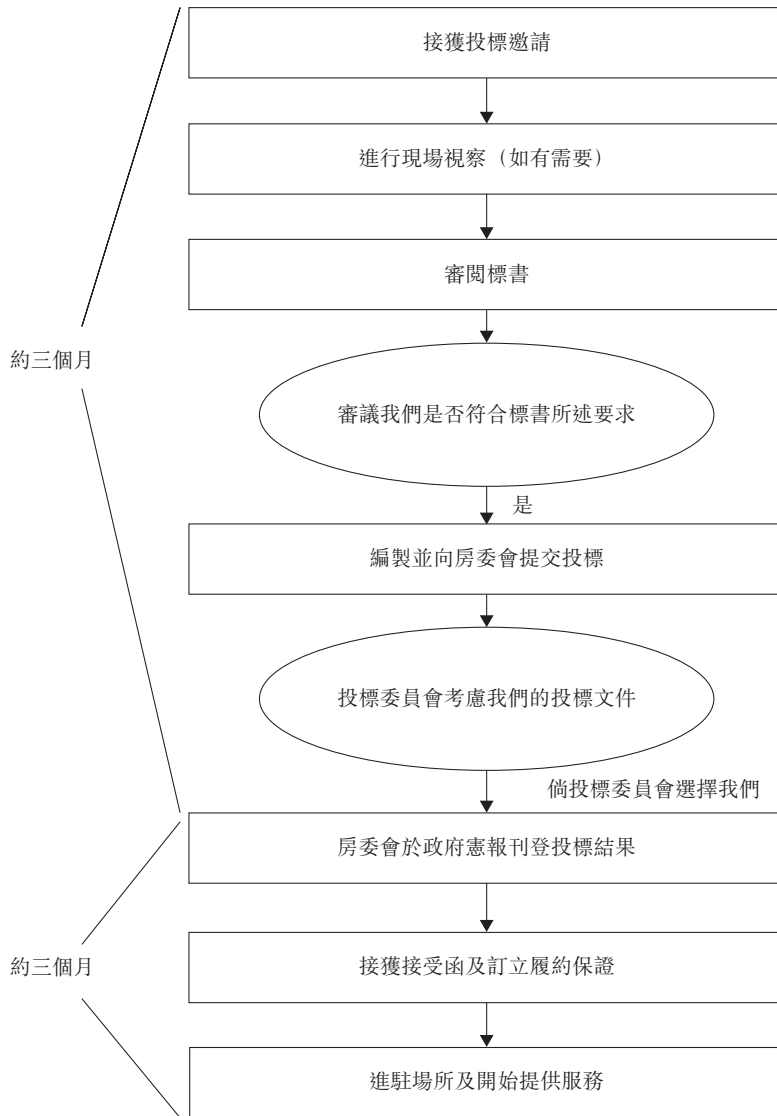 接獲投標邀請
進行現場視察（如有需要）
審閱標書
約三個月
審議我們是否符合標書所述要求
是
編製並向房委會提交投標
投標委員會考慮我們的投標文件
倘投標委員會選擇我們
房委會於政府憲報刊登投標結果
約三個月
接獲接受函及訂立履約保證
進駐場所及開始提供服務